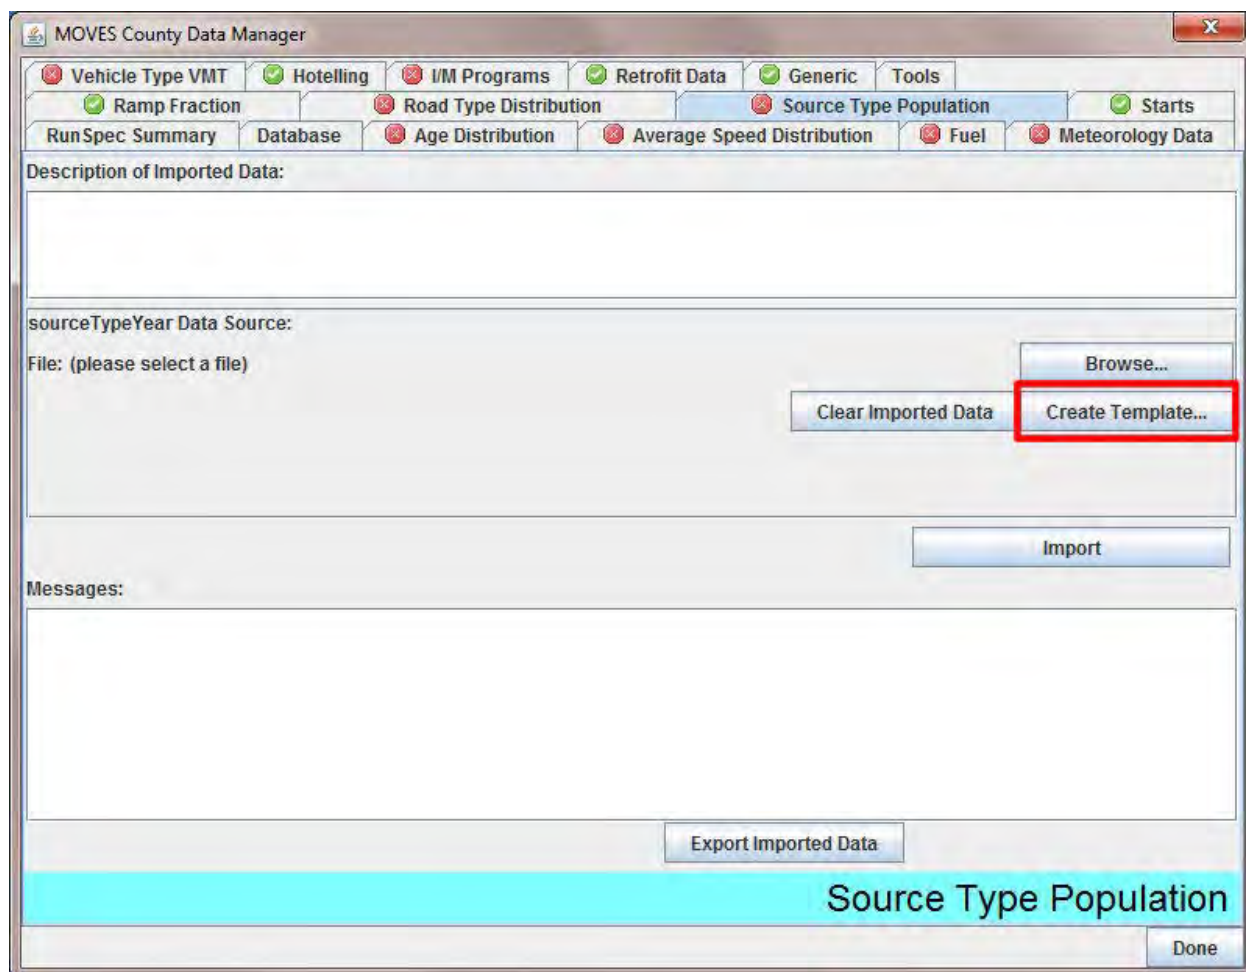 MOVES County Data Manager
Vehicle Type VMT Hotelling I/M Programs Retrofit Data Generic Tools
Ramp Fraction Road Type Distribution Source Type Population Starts
RunSpec Summary Database Age Distribution Average Speed Distribution Fuel Meteorology Data
Description of Imported Data:
sourceTypeYear Data Source:
File: (please select a file) Browse...
Clear Imported Data Create Template...
Import
Messages:
Export Imported Data
Source Type Population
Done